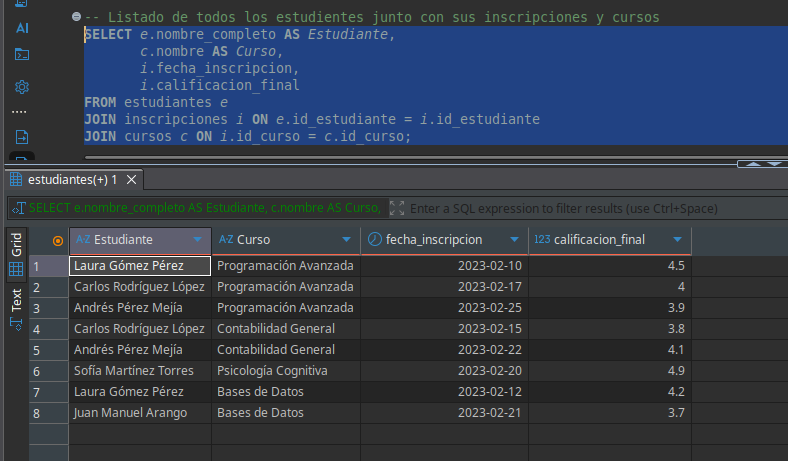 -- Listado de todos los estudientes junto con sus inscripciones y cursos
SELECT e.nombre_completo AS Estudiante,
c.nombre AS Curso,
i.fecha_inscripcion,
i.calificacion_final
FROM estudiantes e
JOIN inscripciones i ON e.id_estudiante = i.id_estudiante
JOIN cursos c ON i.id_curso = c.id_curso;
AI
estudiantes(+) 1
SELECT e.nombre_completo AS Estudiante, c.nombre AS Curso, Enter a SQL expression to filter results (use Ctrl+Space)
Grid
Text
A-Z Estudiante A-Z Curso fecha_inscripcion 123 calificacion_final
1 Laura Gómez Pérez Programación Avanzada 2023-02-10 4.5
2 Carlos Rodríguez López Programación Avanzada 2023-02-17 4
3 Andrés Pérez Mejía Programación Avanzada 2023-02-25 3.9
4 Carlos Rodríguez López Contabilidad General 2023-02-15 3.8
5 Andrés Pérez Mejía Contabilidad General 2023-02-22 4.1
6 Sofía Martínez Torres Psicología Cognitiva 2023-02-20 4.9
7 Laura Gómez Pérez Bases de Datos 2023-02-12 4.2
8 Juan Manuel Arango Bases de Datos 2023-02-21 3.7